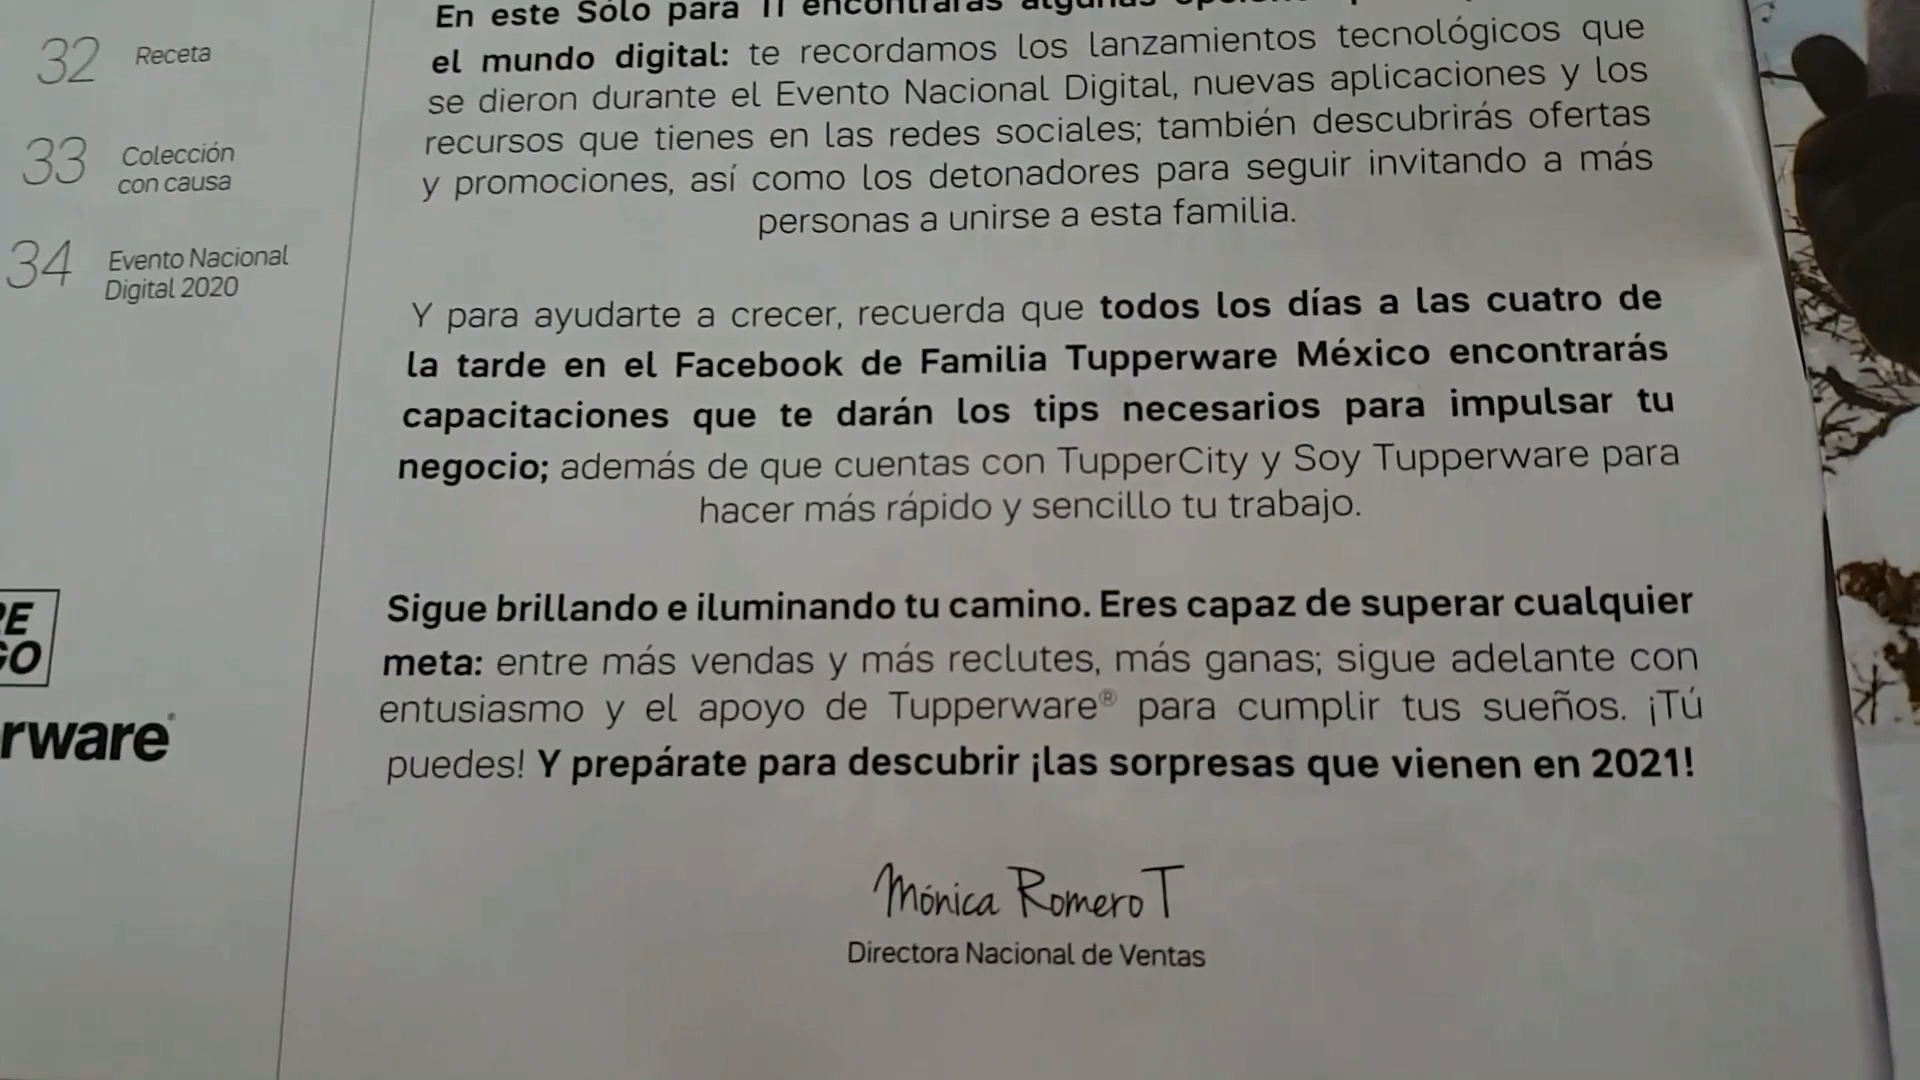 32 Receta
33 Colección
con causa
34 Evento Nacional
Digital 2020
RE
GO
rware
En este Sólo para Ti encontrarás algunas
el mundo digital: te recordamos los lanzamientos tecnológicos que
se dieron durante el Evento Nacional Digital, nuevas aplicaciones y los
recursos que tienes en las redes sociales; también descubrirás ofertas
y promociones, así como los detonadores para seguir invitando a más
personas a unirse a esta familia.
Y para ayudarte a crecer, recuerda que todos los días a las cuatro de
la tarde en el Facebook de Familia Tupperware México encontrarás
capacitaciones que te darán los tips necesarios para impulsar tu
negocio; además de que cuentas con TupperCity y Soy Tupperware para
hacer más rápido y sencillo tu trabajo.
Sigue brillando e iluminando tu camino. Eres capaz de superar cualquier
meta: entre más vendas y más reclutes, más ganas; sigue adelante con
entusiasmo y el apoyo de Tupperware® para cumplir tus sueños. ¡Tú
puedes! Y prepárate para descubrir ¡las sorpresas que vienen en 2021!
Mónica Romero T
Directora Nacional de Ventas